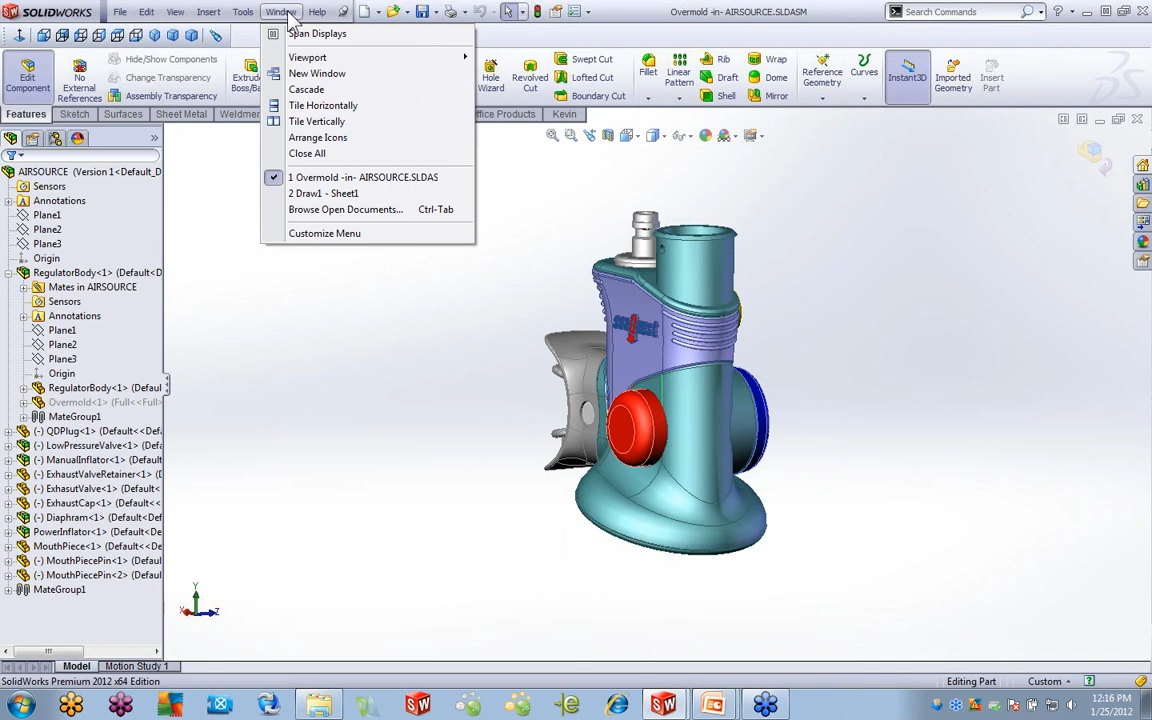 SOLIDWORKS File Edit View Insert Tools Window Help Overmold -in- AIRSOURCE.SLDASM Search Commands
Edit Component
No External References
Hide/Show Components
Change Transparency
Assembly Transparency
Hole Wizard
Revolved Cut
Swept Cut
Lofted Cut
Boundary Cut
Fillet
Linear Pattern
Rib
Draft
Shell
Wrap
Dome
Mirror
Reference Geometry
Curves
Instant3D
Imported Geometry
Insert Part
Features Sketch Surfaces Sheet Metal Kevin
Span Displays
Viewport
New Window
Cascade
Tile Horizontally
Tile Vertically
Arrange Icons
Close All
1 Overmold -in- AIRSOURCE.SLDAS
2 Draw1 - Sheet1
Browse Open Documents... Ctrl-Tab
Customize Menu
AIRSOURCE (Version 1<Default_D
Sensors
Annotations
Plane1
Plane2
Plane3
Origin
RegulatorBody<1> (Default<D
Mates in AIRSOURCE
Sensors
Annotations
Plane1
Plane2
Plane3
Origin
RegulatorBody<1> (Defaul
Overmold<1> (Full<<Full>
MateGroup1
(-) QDPlug<1> (Default<<Def
(-) LowPressureValve<1> (Def
(-) ManualInflator<1> (Default
(-) ExhaustValveRetainer<1> (D
(-) ExhasutValve<1> (Default<
(-) ExhaustCap<1> (Default<<
(-) Diaphram<1> (Default<<Def
PowerInflator<1> (Default<<D
MouthPiece<1> (Default<<De
(-) MouthPiecePin<1> (Default
(-) MouthPiecePin<2> (Default
MateGroup1
Y
X Z
Model Motion Study 1
SolidWorks Premium 2012 x64 Edition Editing Part Custom
12:16 PM
1/25/2012